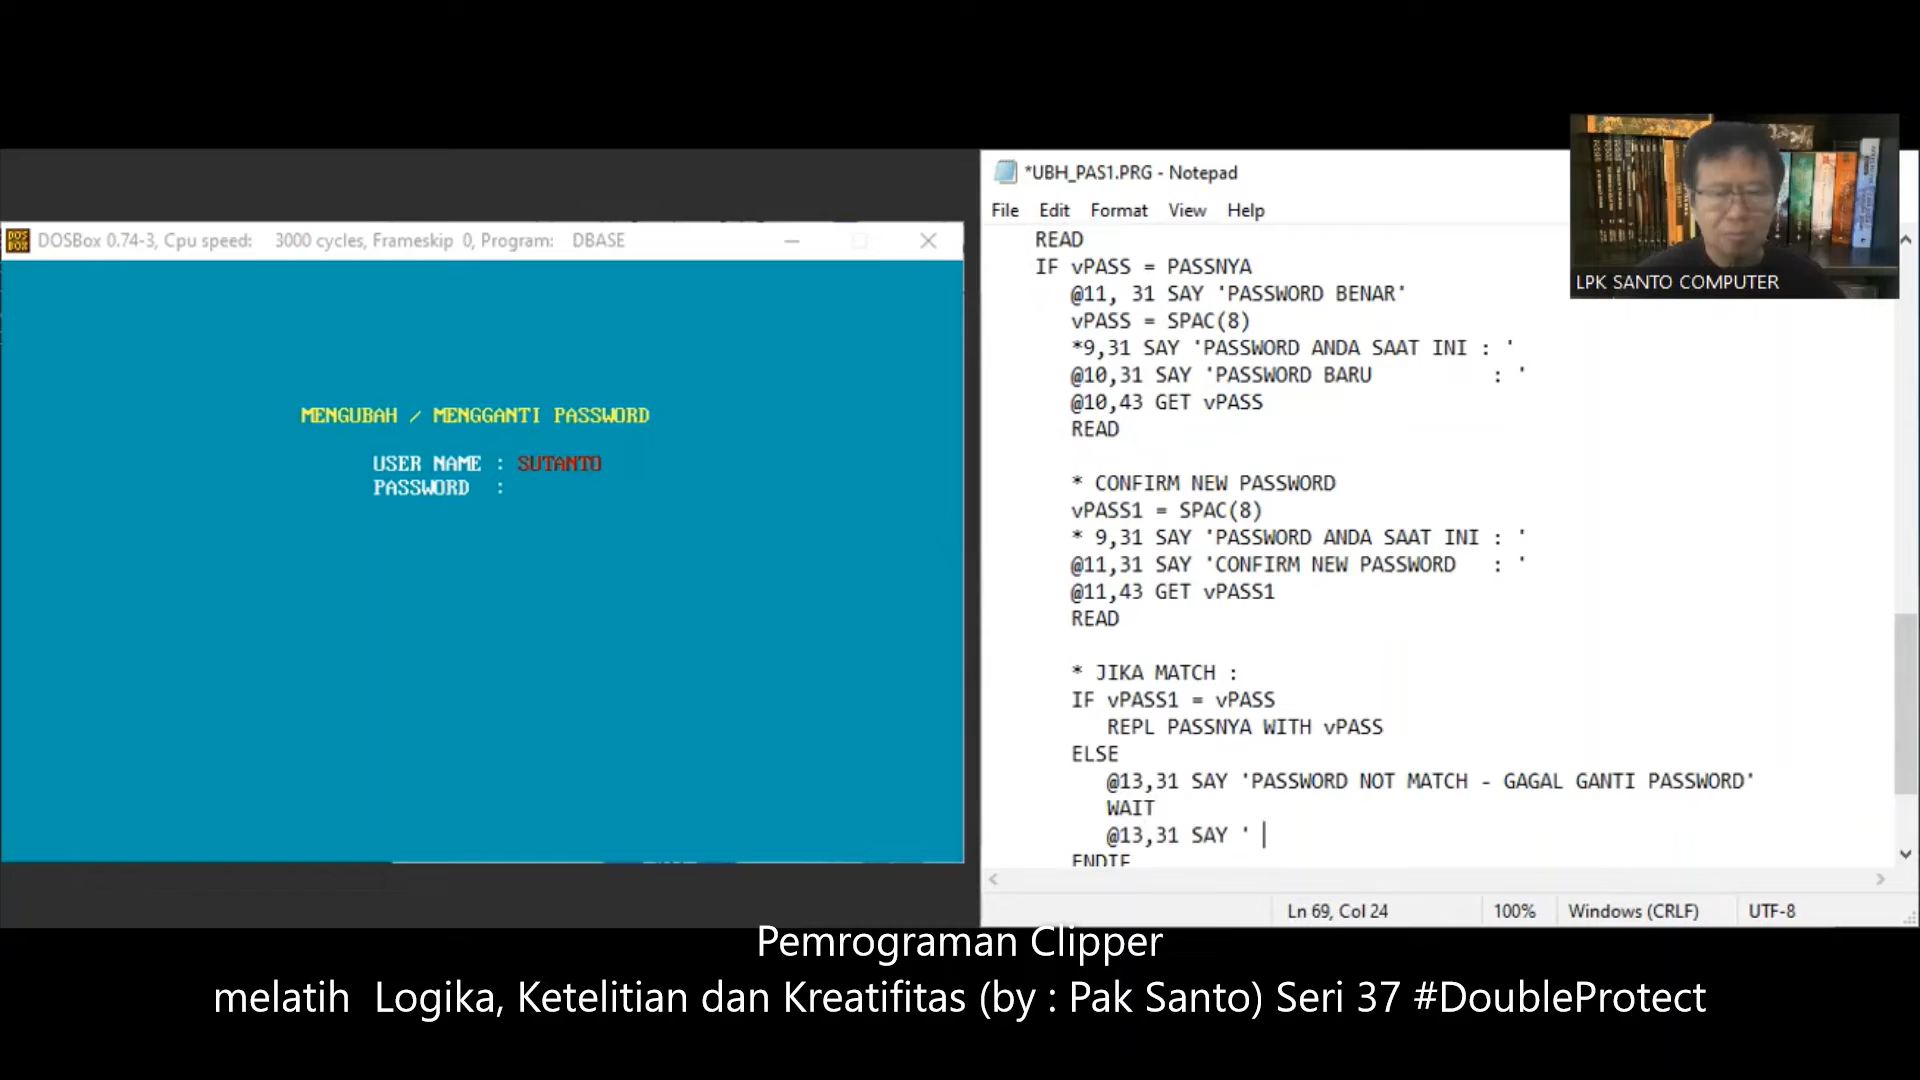 *UBH_PAS1.PRG - Notepad
File Edit Format View Help
LPK SANTO COMPUTER
DOS BOX
DOSBox 0.74-3, Cpu speed: 3000 cycles, Frameskip 0, Program: DBASE
MENGUBAH / MENGGANTI PASSWORD
USER NAME : SUTANTO
PASSWORD :
READ
IF vPASS = PASSNYA
@11, 31 SAY 'PASSWORD BENAR'
vPASS = SPAC(8)
*9,31 SAY 'PASSWORD ANDA SAAT INI : '
@10,31 SAY 'PASSWORD BARU : '
@10,43 GET vPASS
READ
* CONFIRM NEW PASSWORD
vPASS1 = SPAC(8)
* 9,31 SAY 'PASSWORD ANDA SAAT INI : '
@11,31 SAY 'CONFIRM NEW PASSWORD : '
@11,43 GET vPASS1
READ
* JIKA MATCH :
IF vPASS1 = vPASS
REPL PASSNYA WITH vPASS
ELSE
@13,31 SAY 'PASSWORD NOT MATCH - GAGAL GANTI PASSWORD'
WAIT
@13,31 SAY '
ENDIF
Ln 69, Col 24 100% Windows (CRLF) UTF-8
Pemrograman Clipper
melatih Logika, Ketelitian dan Kreatifitas (by : Pak Santo) Seri 37 #DoubleProtect